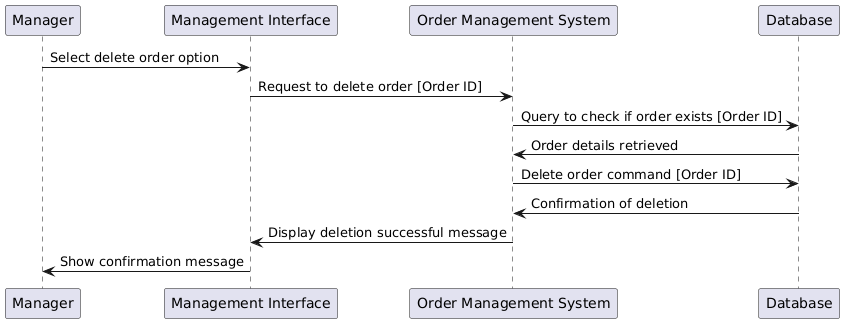 Manager Management Interface Order Management System Database
Select delete order option
Request to delete order [Order ID]
Query to check if order exists [Order ID]
Order details retrieved
Delete order command [Order ID]
Confirmation of deletion
Display deletion successful message
Show confirmation message
Manager Management Interface Order Management System Database